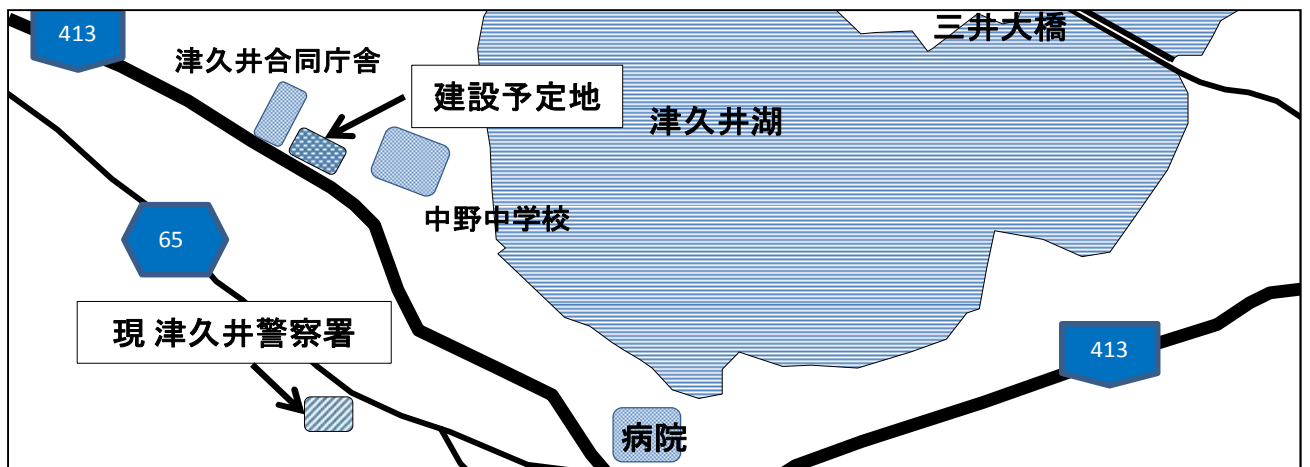 413
三井大橋
津久井合同庁舎
建設予定地
津久井湖
中野中学校
65
現 津久井警察署
413
病院